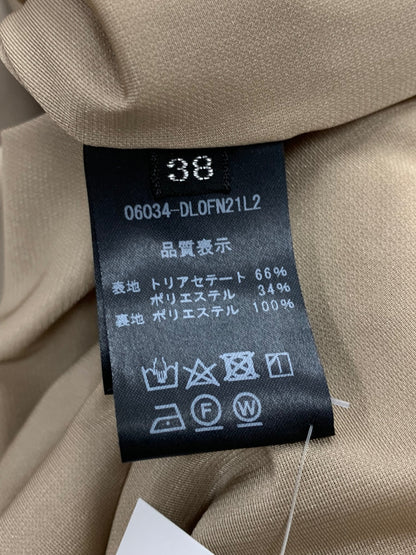 38
06034-DL0FN21L2
品質表示
表地 トリアセテート 66%
ポリエステル 34%
裏地 ポリエステル 100%
F W